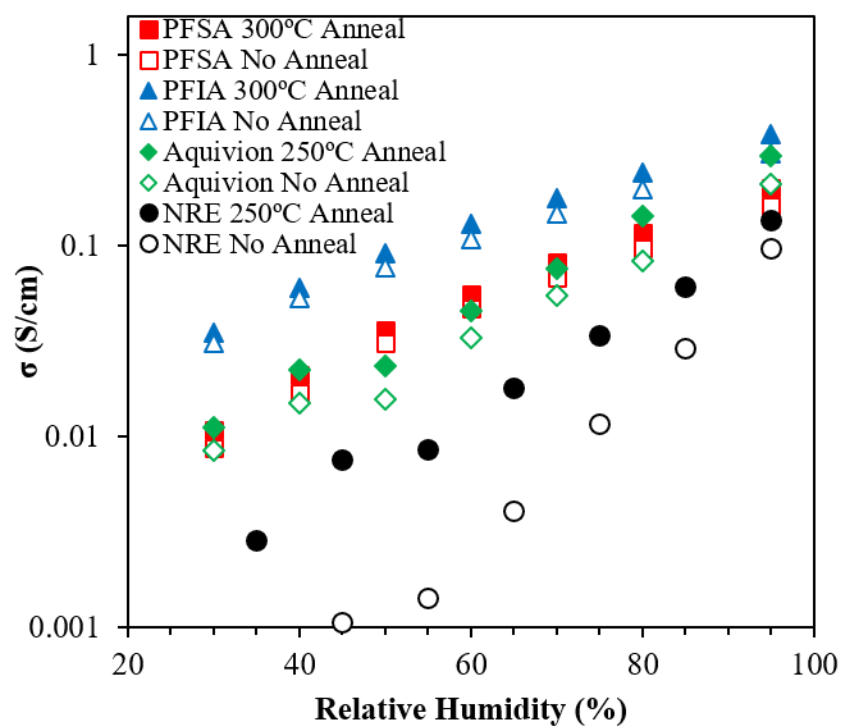 PFSA 300ºC Anneal
1
PFSA No Anneal
PFIA 300ºC Anneal
PFIA No Anneal
Aquivion 250ºC Anneal
Aquivion No Anneal
NRE 250ºC Anneal
0.1
NRE No Anneal
σ (S/cm)
0.01
0.001
20
40
60
80
100
Relative Humidity (%)